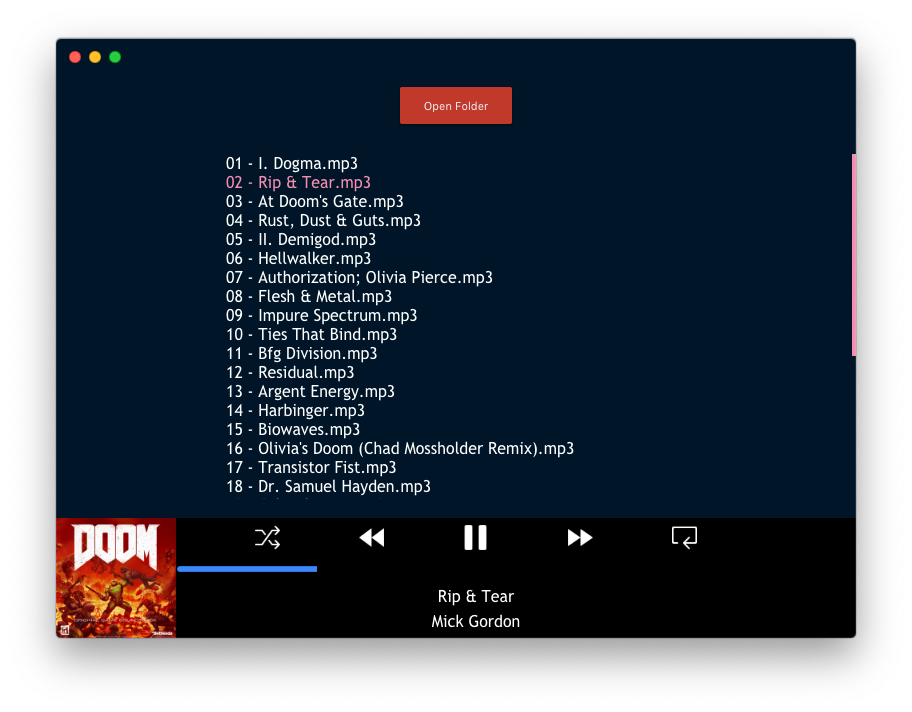 Open Folder
01 - I. Dogma.mp3
02 - Rip & Tear.mp3
03 - At Doom's Gate.mp3
04 - Rust, Dust & Guts.mp3
05 - II. Demigod.mp3
06 - Hellwalker.mp3
07 - Authorization; Olivia Pierce.mp3
08 - Flesh & Metal.mp3
09 - Impure Spectrum.mp3
10 - Ties That Bind.mp3
11 - Bfg Division.mp3
12 - Residual.mp3
13 - Argent Energy.mp3
14 - Harbinger.mp3
15 - Biowaves.mp3
16 - Olivia's Doom (Chad Mossholder Remix).mp3
17 - Transistor Fist.mp3
18 - Dr. Samuel Hayden.mp3
DOOM
Bethesda
Rip & Tear
Mick Gordon